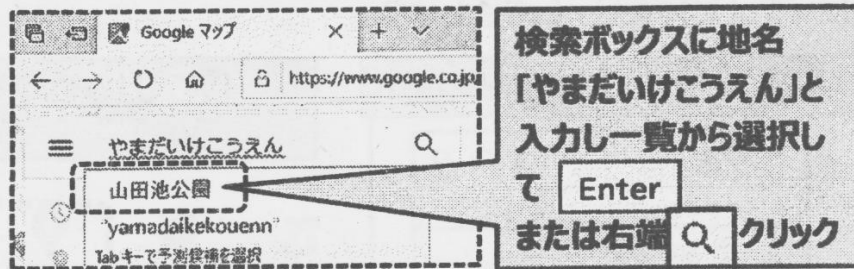 Google マップ
https://www.google.co.jp
やまだいけこうえん
山田池公園
"yamadaikekouenn"
Tab キーで予測候補を選択
検索ボックスに地名
「やまだいけこうえん」と
入力し一覧から選択し
て Enter
または右端 クリック